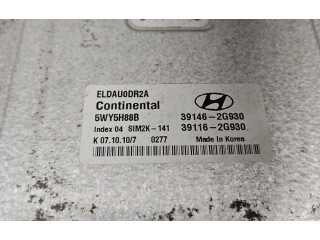 ELDAU0DR2A
Continental
5WY5H88B 39146-2G930
Index 04 SIM2K-141 39116-2G930
K 07.10.10/7 0277 Made in Korea